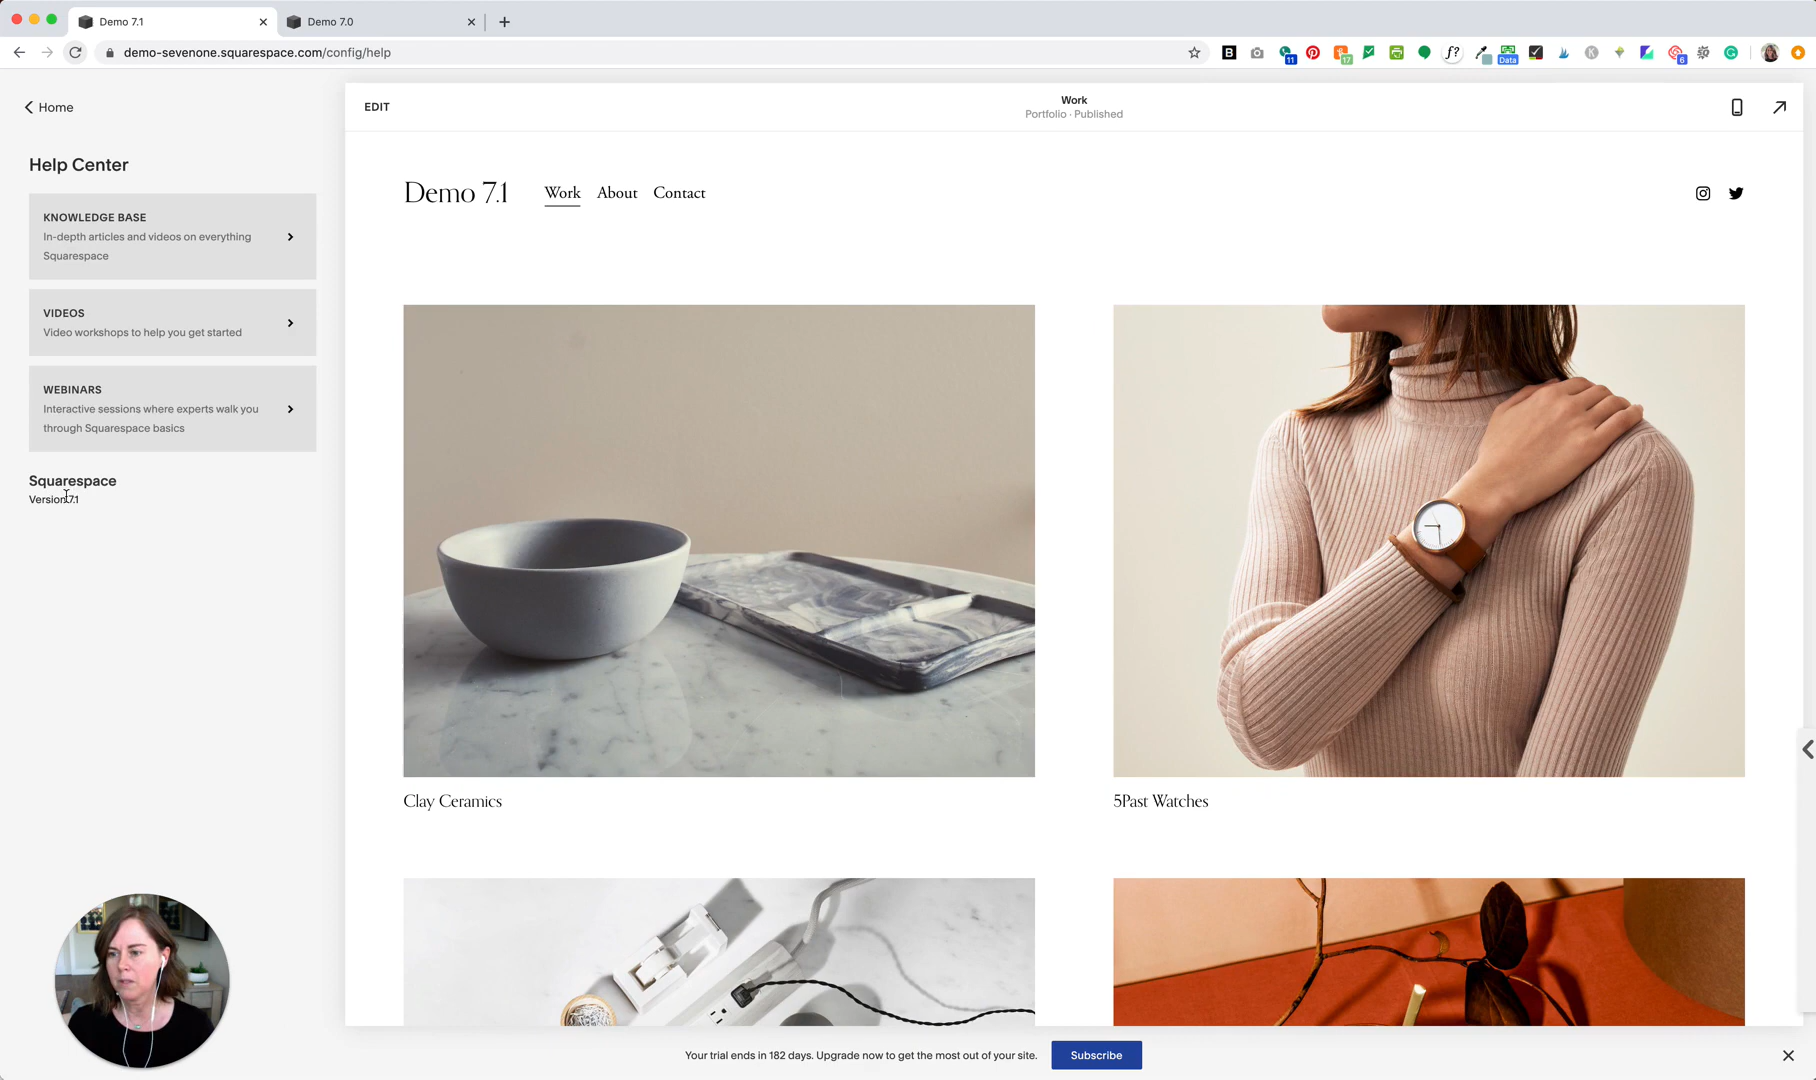 Demo 7.1
Demo 7.0
demo-sevenone.squarespace.com/config/help
B
11
17
f?
Data
K
6
Home
EDIT
Work
Portfolio · Published
Help Center
KNOWLEDGE BASE
In-depth articles and videos on everything
Squarespace
VIDEOS
Video workshops to help you get started
WEBINARS
Interactive sessions where experts walk you
through Squarespace basics
Squarespace
Version 7.1
Demo 7.1
Work
About
Contact
Clay Ceramics
5Past Watches
Your trial ends in 182 days. Upgrade now to get the most out of your site.
Subscribe